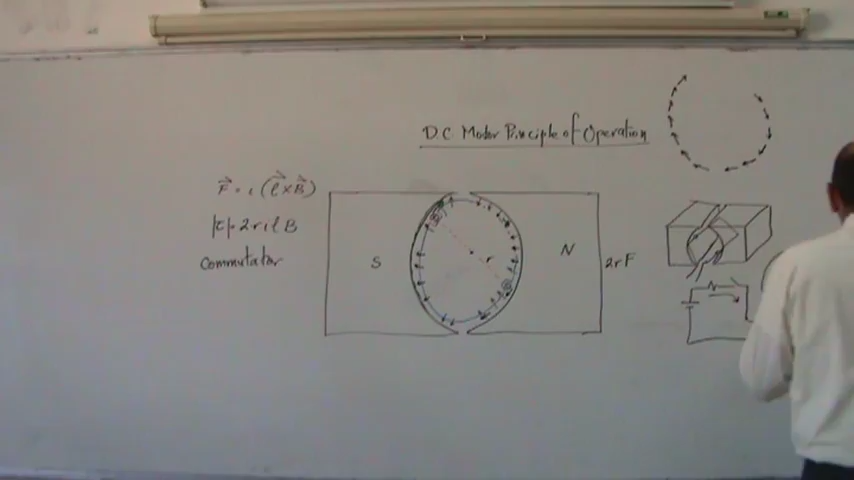 D.C Motor Principle of Operation
F = i (l × B)
|τ| = 2rilB
commutator
S
r
N
2rF